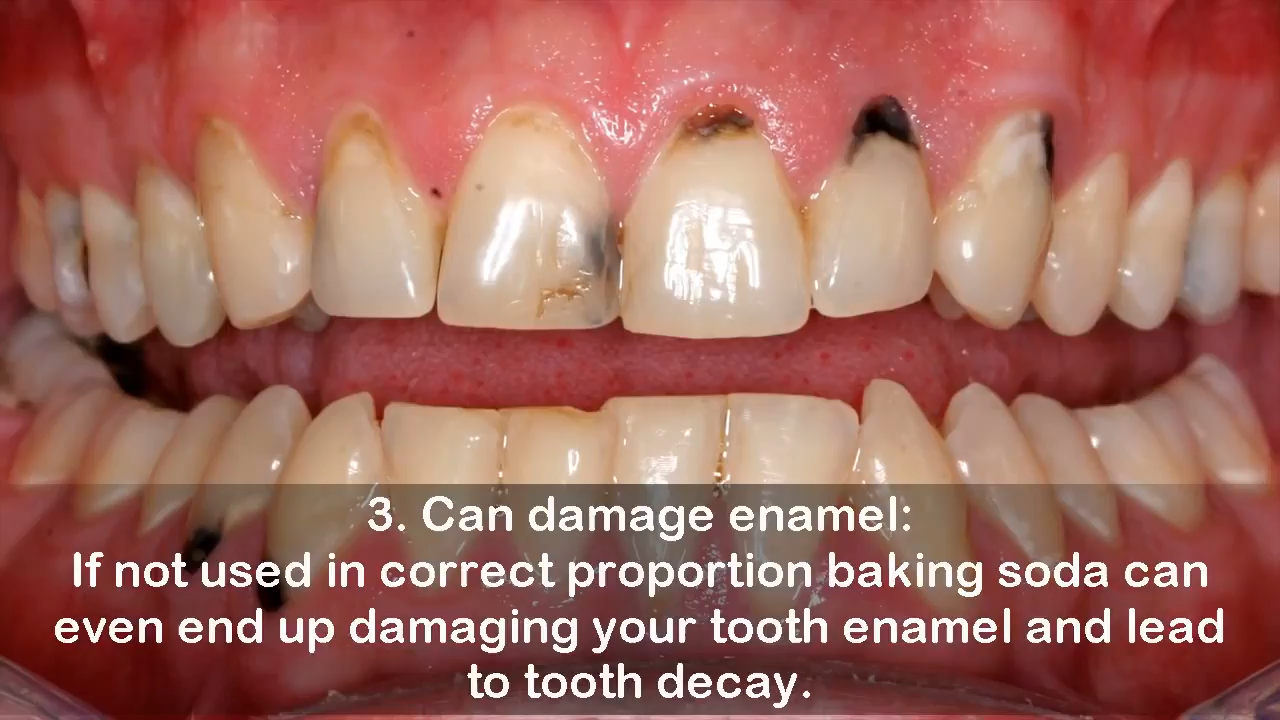 3. Can damage enamel:
If not used in correct proportion baking soda can
even end up damaging your tooth enamel and lead
to tooth decay.